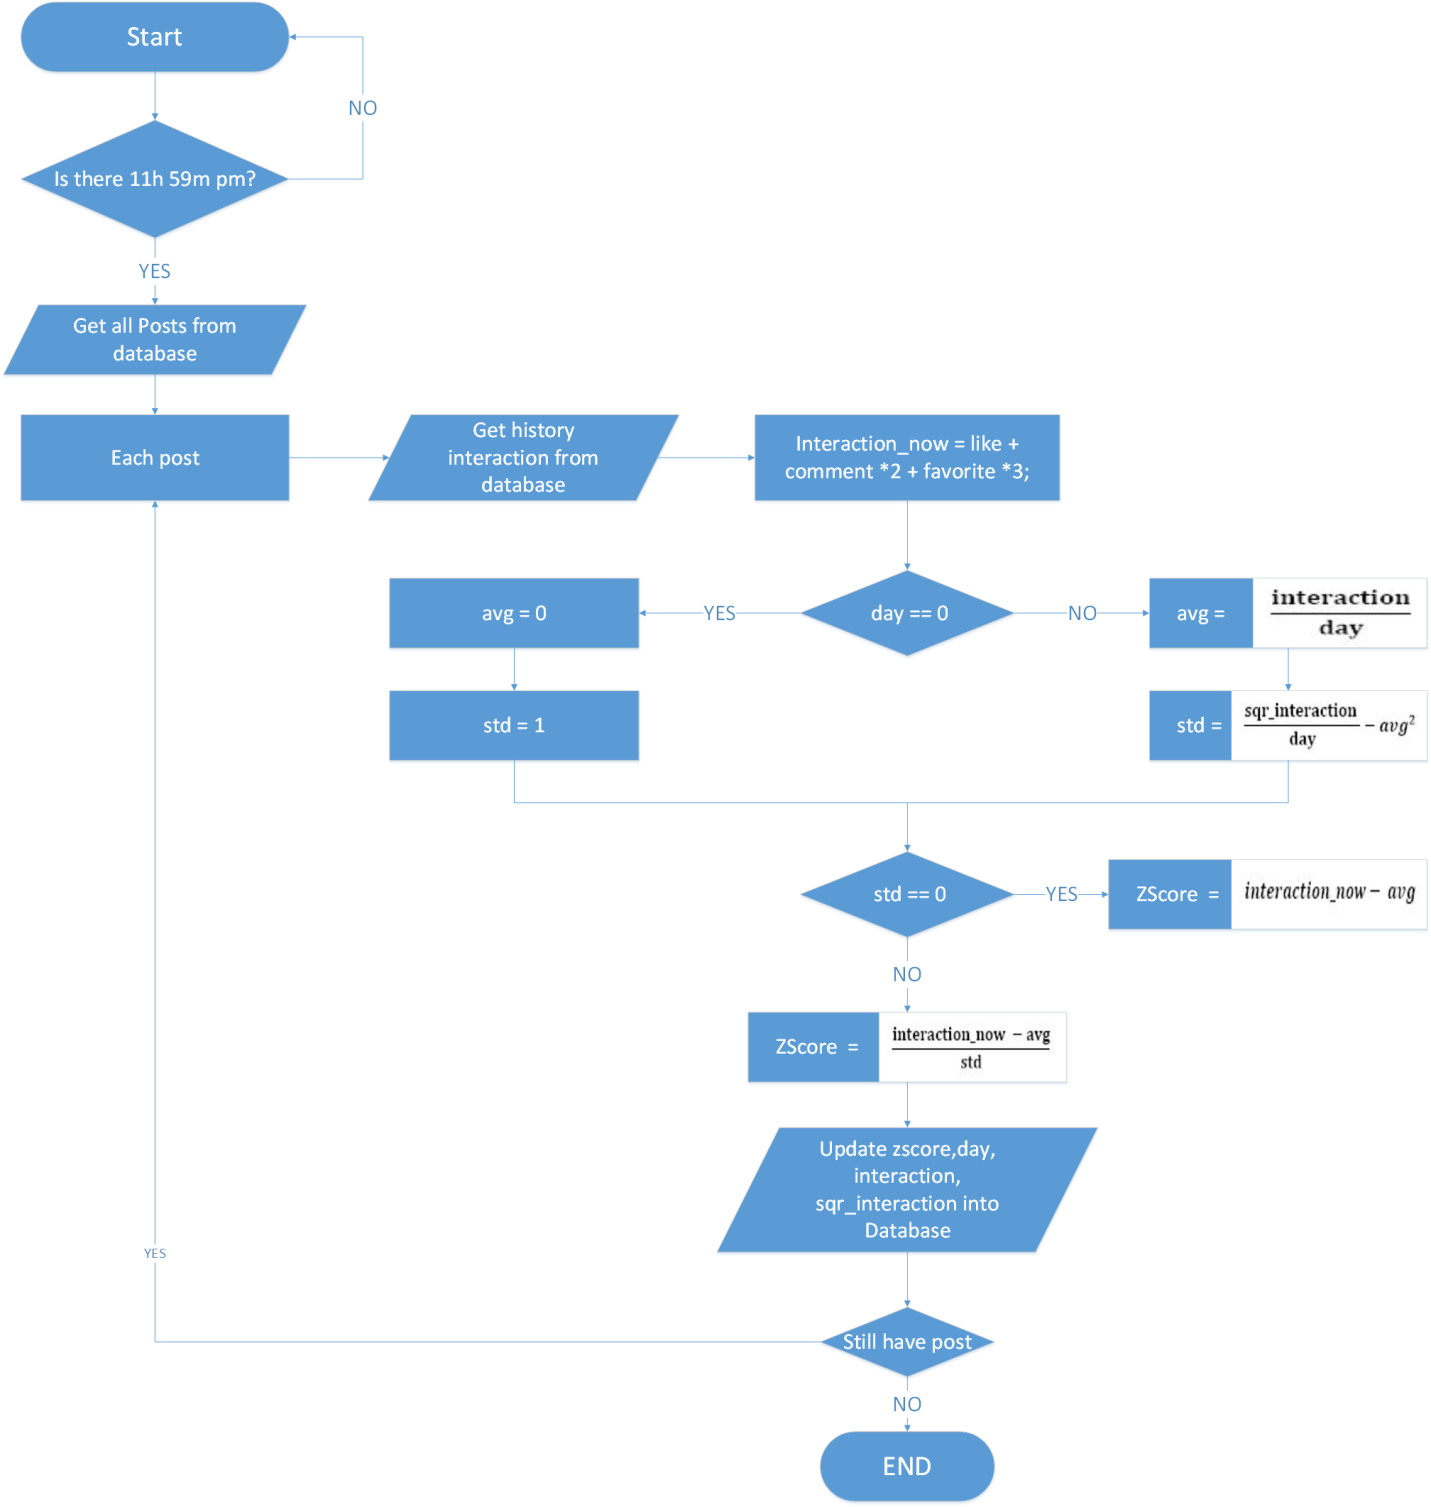 Start
NO
Is there 11h 59m pm?
YES
Get all Posts from
database
Each post
Get history
interaction from
database
Interaction_now = like +
comment *2 + favorite *3;
day == 0
YES
NO
avg = 0
avg = interaction
day
std = 1
std = sqr_interaction
day
− avg²
std == 0
YES
ZScore = interaction_now − avg
NO
ZScore = interaction_now − avg
std
Update zscore,day,
interaction,
sqr_interaction into
Database
YES
Still have post
NO
END